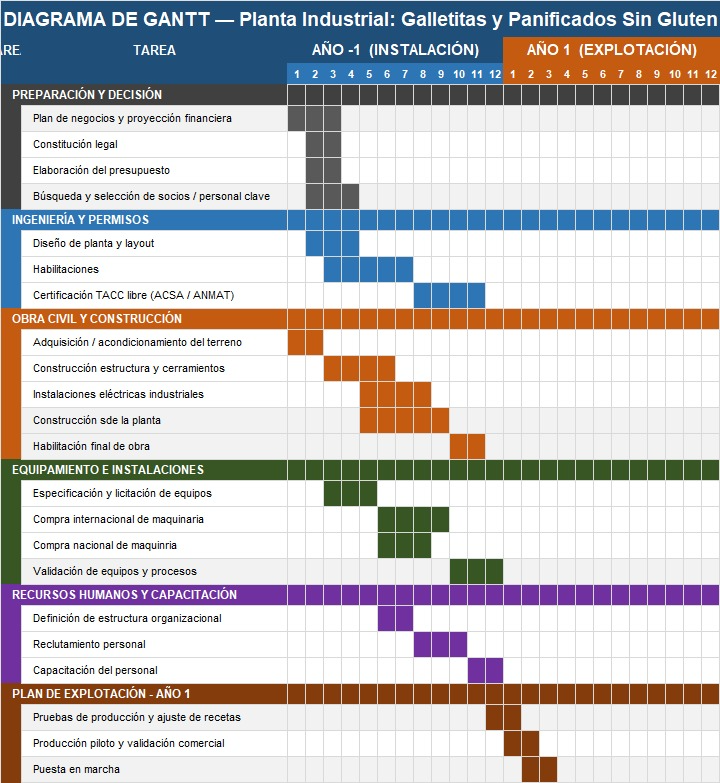 DIAGRAMA DE GANTT — Planta Industrial: Galletitas y Panificados Sin Gluten
ARE. TAREA AÑO -1 (INSTALACIÓN) AÑO 1 (EXPLOTACIÓN)
1 2 3 4 5 6 7 8 9 10 11 12 1 2 3 4 5 6 7 8 9 10 11 12
PREPARACIÓN Y DECISIÓN
Plan de negocios y proyección financiera
Constitución legal
Elaboración del presupuesto
Búsqueda y selección de socios / personal clave
INGENIERÍA Y PERMISOS
Diseño de planta y layout
Habilitaciones
Certificación TACC libre (ACSA / ANMAT)
OBRA CIVIL Y CONSTRUCCIÓN
Adquisición / acondicionamiento del terreno
Construcción estructura y cerramientos
Instalaciones eléctricas industriales
Construcción sde la planta
Habilitación final de obra
EQUIPAMIENTO E INSTALACIONES
Especificación y licitación de equipos
Compra internacional de maquinaria
Compra nacional de maquinria
Validación de equipos y procesos
RECURSOS HUMANOS Y CAPACITACIÓN
Definición de estructura organizacional
Reclutamiento personal
Capacitación del personal
PLAN DE EXPLOTACIÓN - AÑO 1
Pruebas de producción y ajuste de recetas
Producción piloto y validación comercial
Puesta en marcha